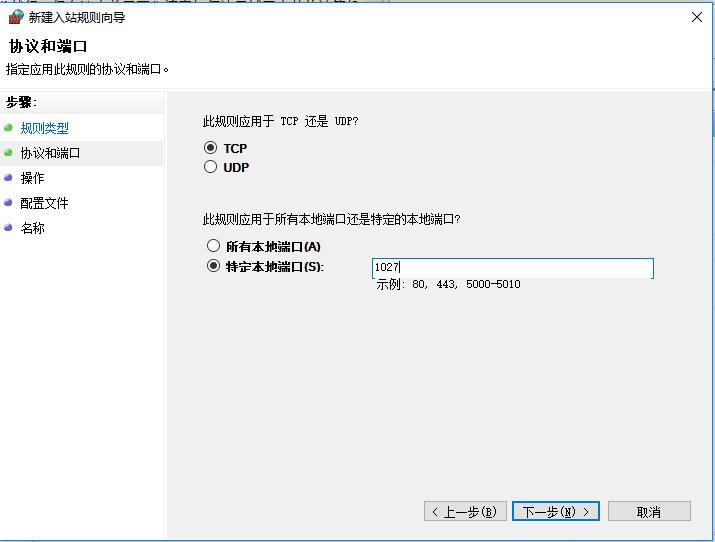 新建入站规则向导
协议和端口
指定应用此规则的协议和端口。
步骤:
规则类型
协议和端口
操作
配置文件
名称
此规则应用于 TCP 还是 UDP?
TCP
UDP
此规则应用于所有本地端口还是特定的本地端口?
所有本地端口(A)
特定本地端口(S):
1027
示例: 80, 443, 5000-5010
< 上一步(B)
下一步(N) >
取消